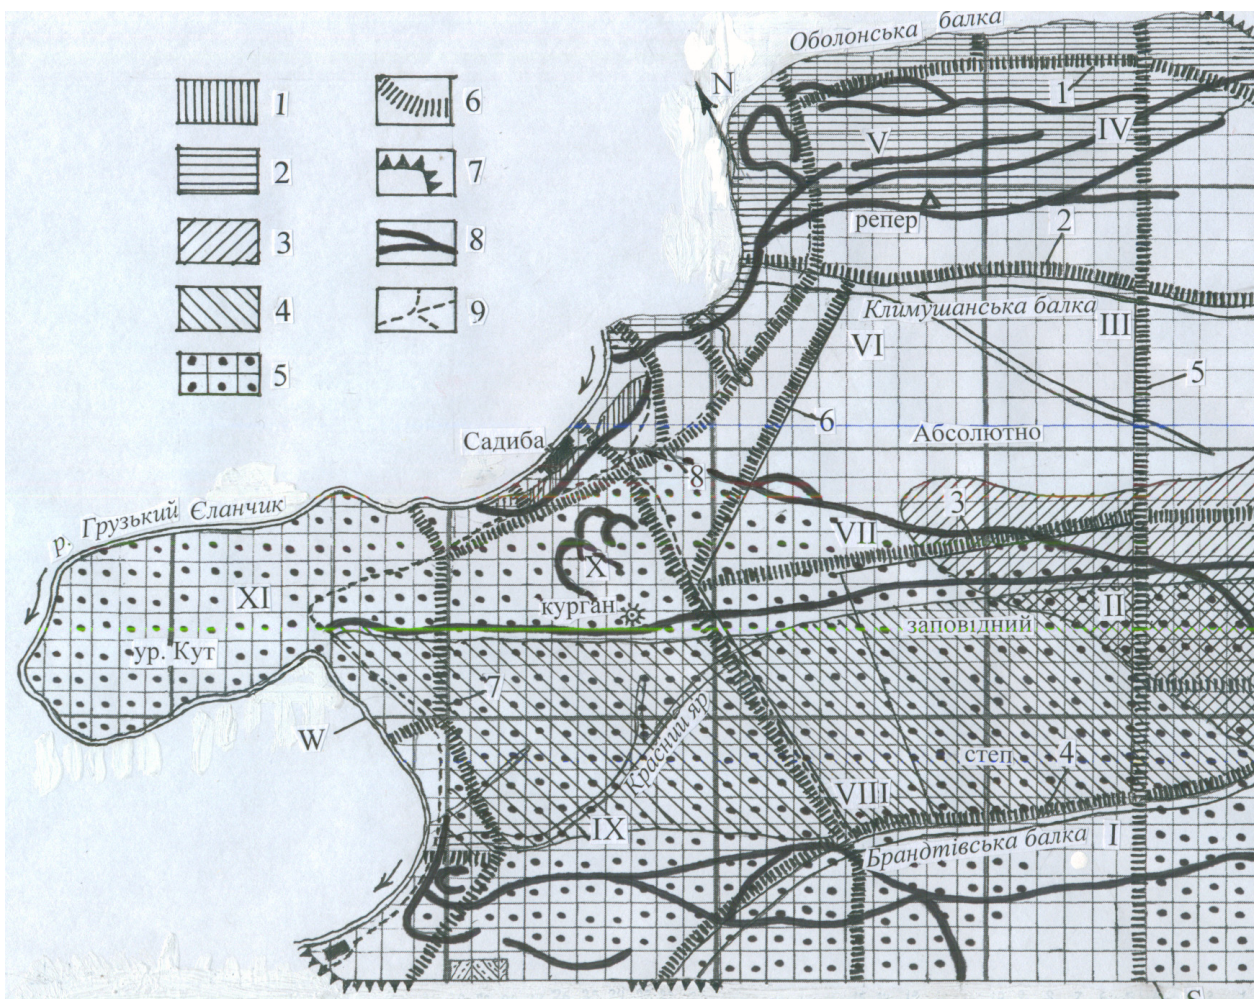 Оболонська балка
N
1
2
3
4
5
6
7
8
9
1
IV
V
репер
2
Климушанська балка
III
VI
5
6
Садиба
Абсолютно
8
3
р. Грузький Єланчик
VII
X
XI
курган
II
заповідний
ур. Кут
7
W
Красний яр
степ
4
VIII
IX
Брандтівська балка
I
S